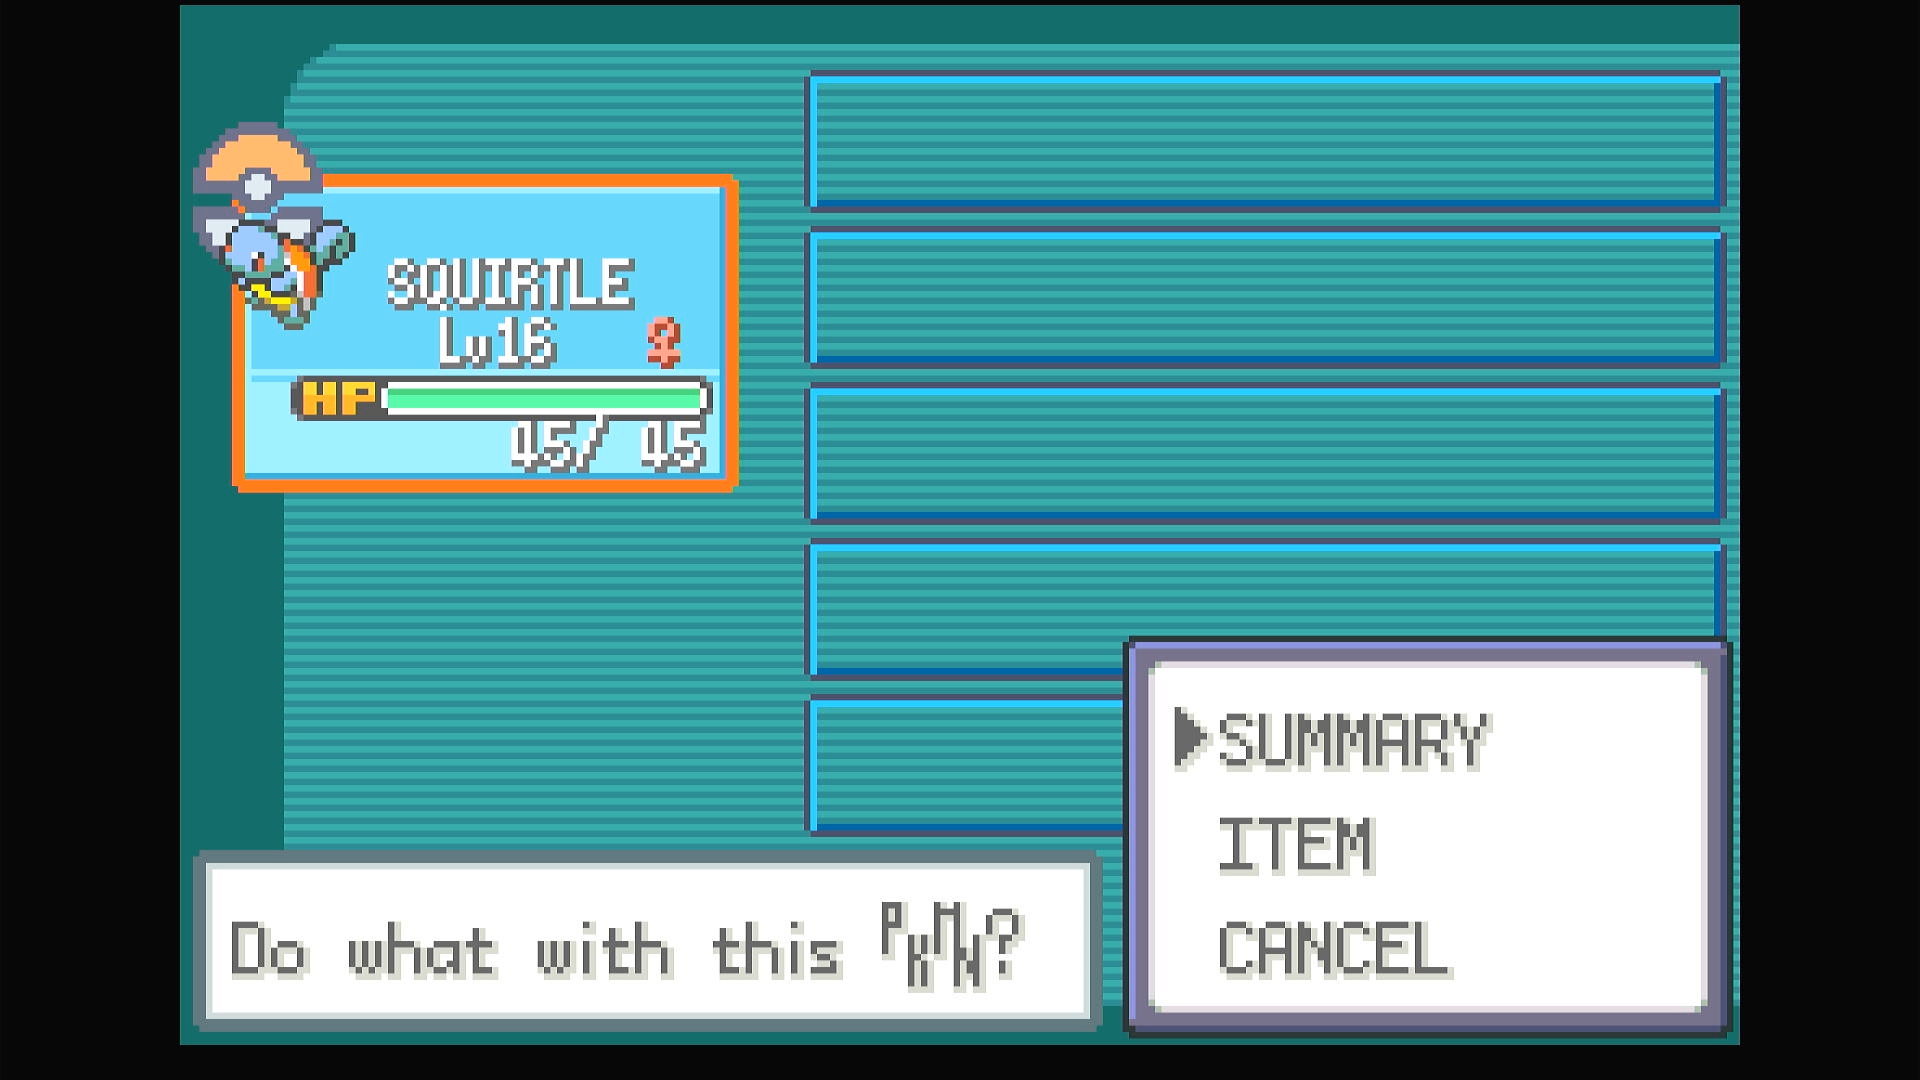 SQUIRTLE
Lv16 ♀
HP
45/ 45
SUMMARY
ITEM
CANCEL
Do what with this PKMN?